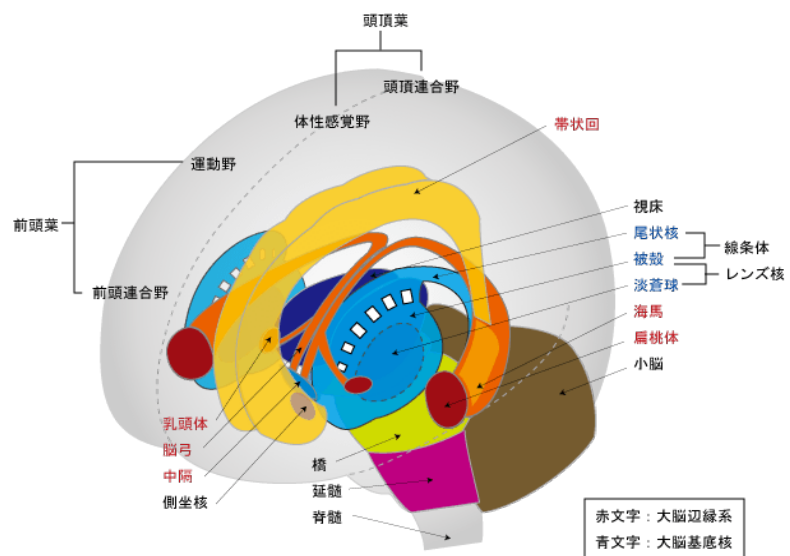 頭頂葉
頭頂連合野
体性感覚野
帯状回
運動野
前頭葉
前頭連合野
視床
尾状核
線条体
被殻
レンズ核
淡蒼球
海馬
扁桃体
小脳
乳頭体
脳弓
中隔
側坐核
橋
延髄
脊髄
赤文字：大脳辺縁系
青文字：大脳基底核